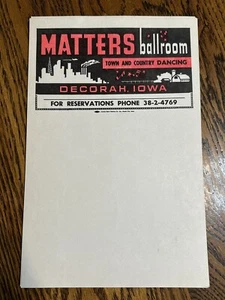 MATTERS ballroom
TOWN AND COUNTRY DANCING
DECORAH, IOWA
FOR RESERVATIONS PHONE 38-2-4769